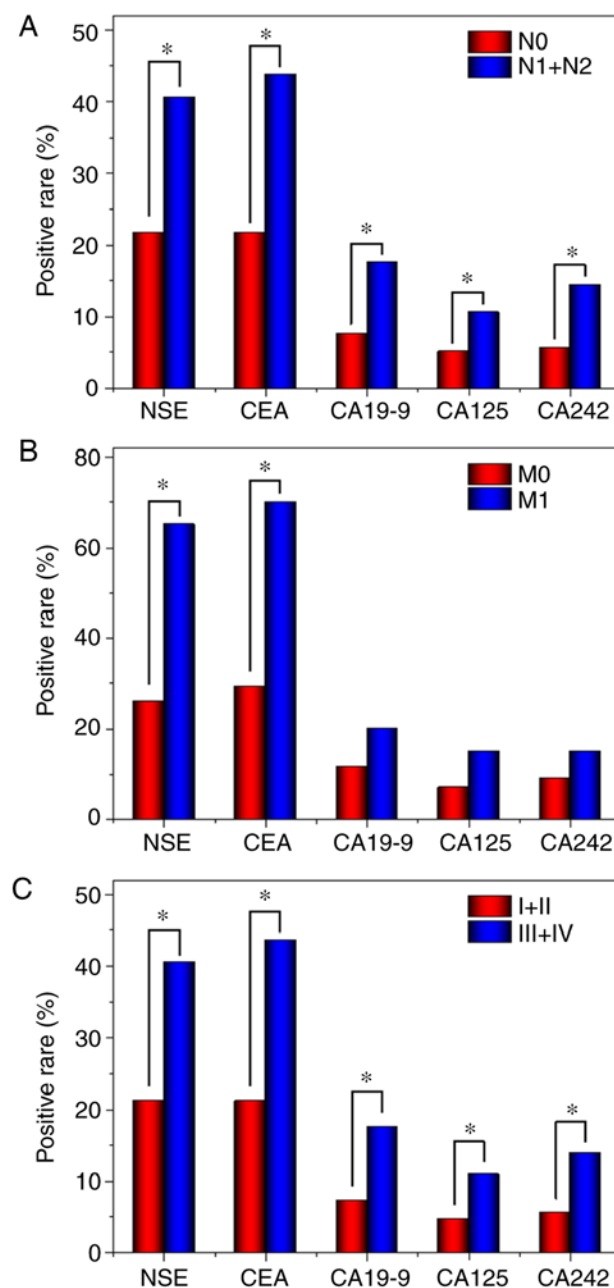 A
50
40
30
20
10
0
Positive rare (%)
N0
N1+N2
*
*
*
*
*
NSE CEA CA19-9 CA125 CA242
B
80
60
40
20
0
Positive rare (%)
M0
M1
*
*
NSE CEA CA19-9 CA125 CA242
C
50
40
30
20
10
0
Positive rare (%)
I+II
III+IV
*
*
*
*
*
NSE CEA CA19-9 CA125 CA242